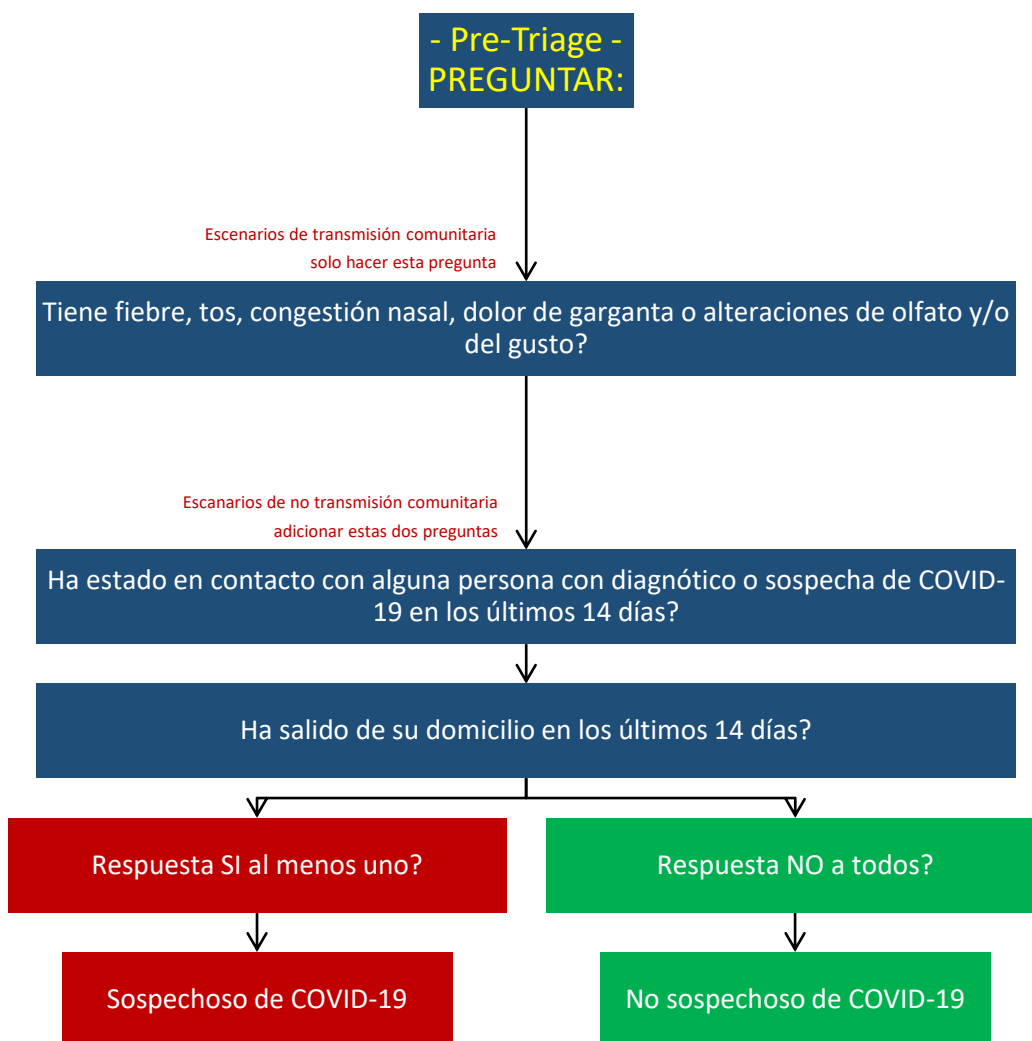 - Pre-Triage -
PREGUNTAR:
Escenarios de transmisión comunitaria
solo hacer esta pregunta
Tiene fiebre, tos, congestión nasal, dolor de garganta o alteraciones de olfato y/o
del gusto?
Escanarios de no transmisión comunitaria
adicionar estas dos preguntas
Ha estado en contacto con alguna persona con diagnótico o sospecha de COVID-
19 en los últimos 14 días?
Ha salido de su domicilio en los últimos 14 días?
Respuesta SI al menos uno?
Respuesta NO a todos?
Sospechoso de COVID-19
No sospechoso de COVID-19